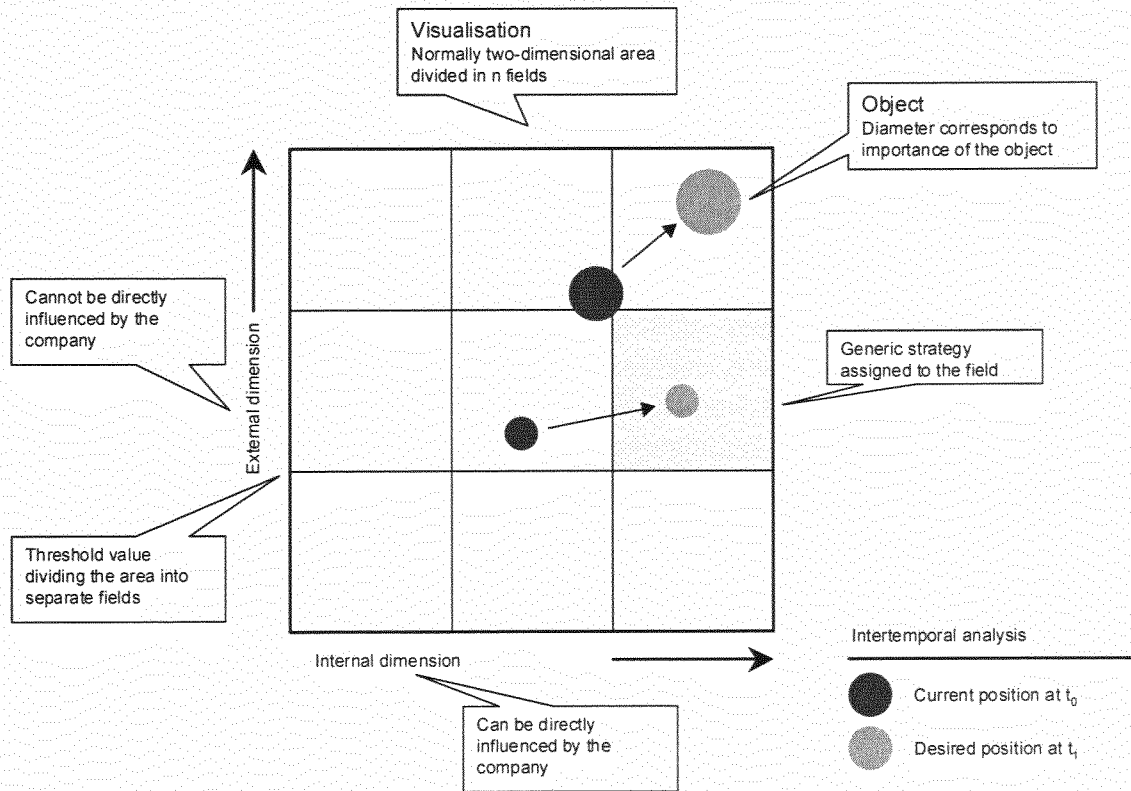 Visualisation
Normally two-dimensional area
divided in n fields
Object
Diameter corresponds to
importance of the object
Cannot be directly
influenced by the
company
External dimension
Generic strategy
assigned to the field
Threshold value
dividing the area into
separate fields
Internal dimension
Can be directly
influenced by the
company
Intertemporal analysis
Current position at t₀
Desired position at t₁